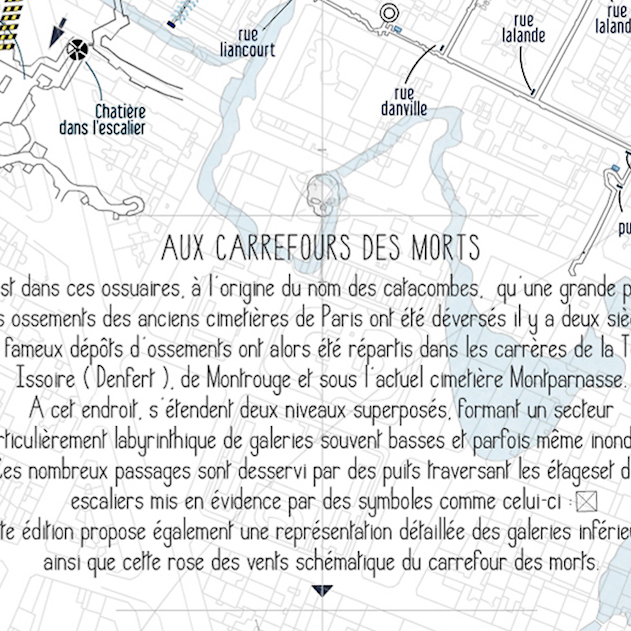 rue
lalande
rue
laland
rue
liancourt
rue
danville
Chatière
dans l'escalier
pu
AUX CARREFOURS DES MORTS
st dans ces ossuaires, à l'origine du nom des catacombes, qu'une grande p
s ossements des anciens cimetières de Paris ont été déversés il y a deux siè
fameux dépôts d'ossements ont alors été répartis dans les carrères de la T
Issoire ( Denfert ), de Montrouge et sous l'actuel cimetière Montparnasse.
A cet endroit, s'étendent deux niveaux superposés, formant un secteur
rticulièrement labyrinthique de galeries souvent basses et parfois même inond
Ces nombreux passages sont desservi par des puits traversant les étageset d
escaliers mis en évidence par des symboles comme celui-ci :
te édition propose également une représentation détaillée des galeries inférieu
ainsi que cette rose des vents schématique du carrefour des morts.